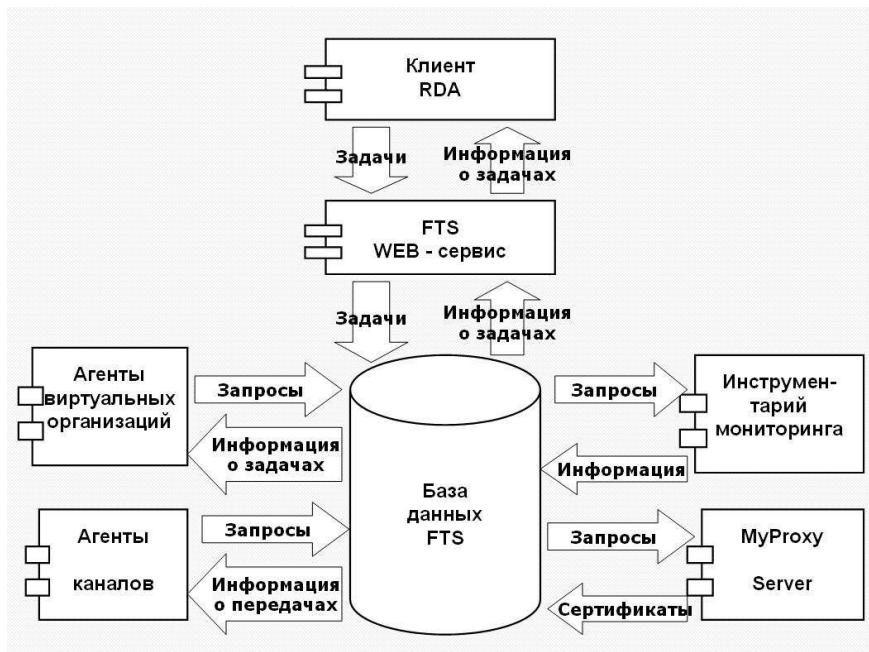 Клиент
RDA
Задачи
Информация
о задачах
FTS
WEB - сервис
Задачи
Информация
о задачах
Агенты
виртуальных
организаций
Запросы
Информация
о задачах
Запросы
Инструмен-
тарий
мониторинга
Информация
База
данных
FTS
Агенты
каналов
Запросы
Информация
о передачах
Запросы
MyProxy
Server
Сертификаты